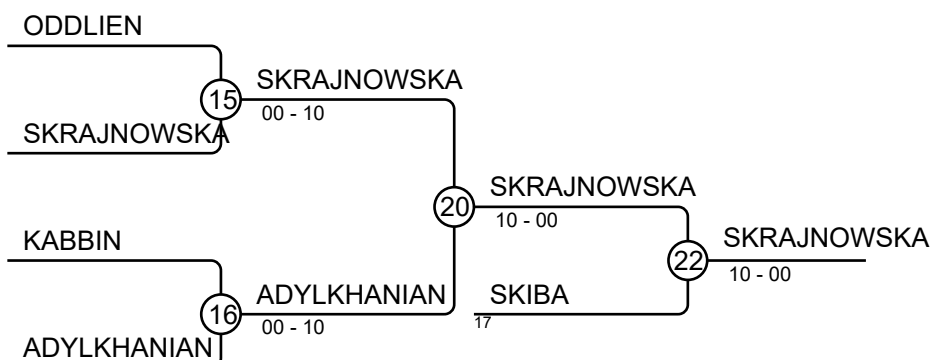 ODDLIEN
SKRAJNOWSKA
15
00 - 10
SKRAJNOWSKA
SKRAJNOWSKA
20
10 - 00
KABBIN
SKRAJNOWSKA
22
10 - 00
ADYLKHANIAN
16
00 - 10
SKIBA
17
ADYLKHANIAN